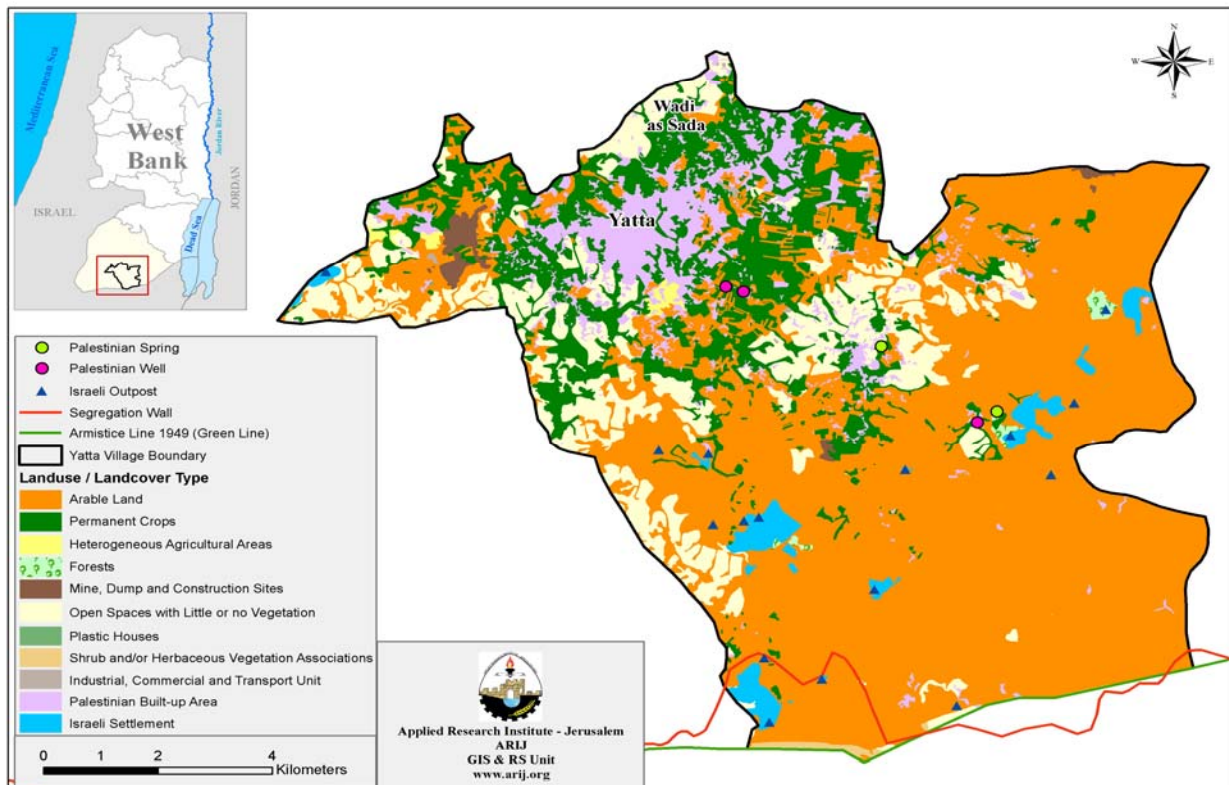 Mediterranean Sea
West
Bank
Jordan River
ISRAEL
JORDAN
Dead Sea
N
W
E
S
Wadi
as Sada
Yatta
Palestinian Spring
Palestinian Well
Israeli Outpost
Segregation Wall
Armistice Line 1949 (Green Line)
Yatta Village Boundary
Landuse / Landcover Type
Arable Land
Permanent Crops
Heterogeneous Agricultural Areas
Forests
Mine, Dump and Construction Sites
Open Spaces with Little or no Vegetation
Plastic Houses
Shrub and/or Herbaceous Vegetation Associations
Industrial, Commercial and Transport Unit
Palestinian Built-up Area
Israeli Settlement
0 2 4
Kilometers
Applied Research Institute - Jerusalem
ARIJ
GIS & RS Unit
www.arij.org